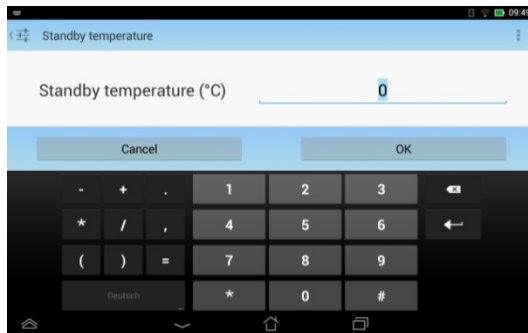 09:49
Standby temperature
Standby temperature (°C) 0
Cancel OK
- + . 1 2 3
* / , 4 5 6
( ) = 7 8 9
Deutsch * 0 #